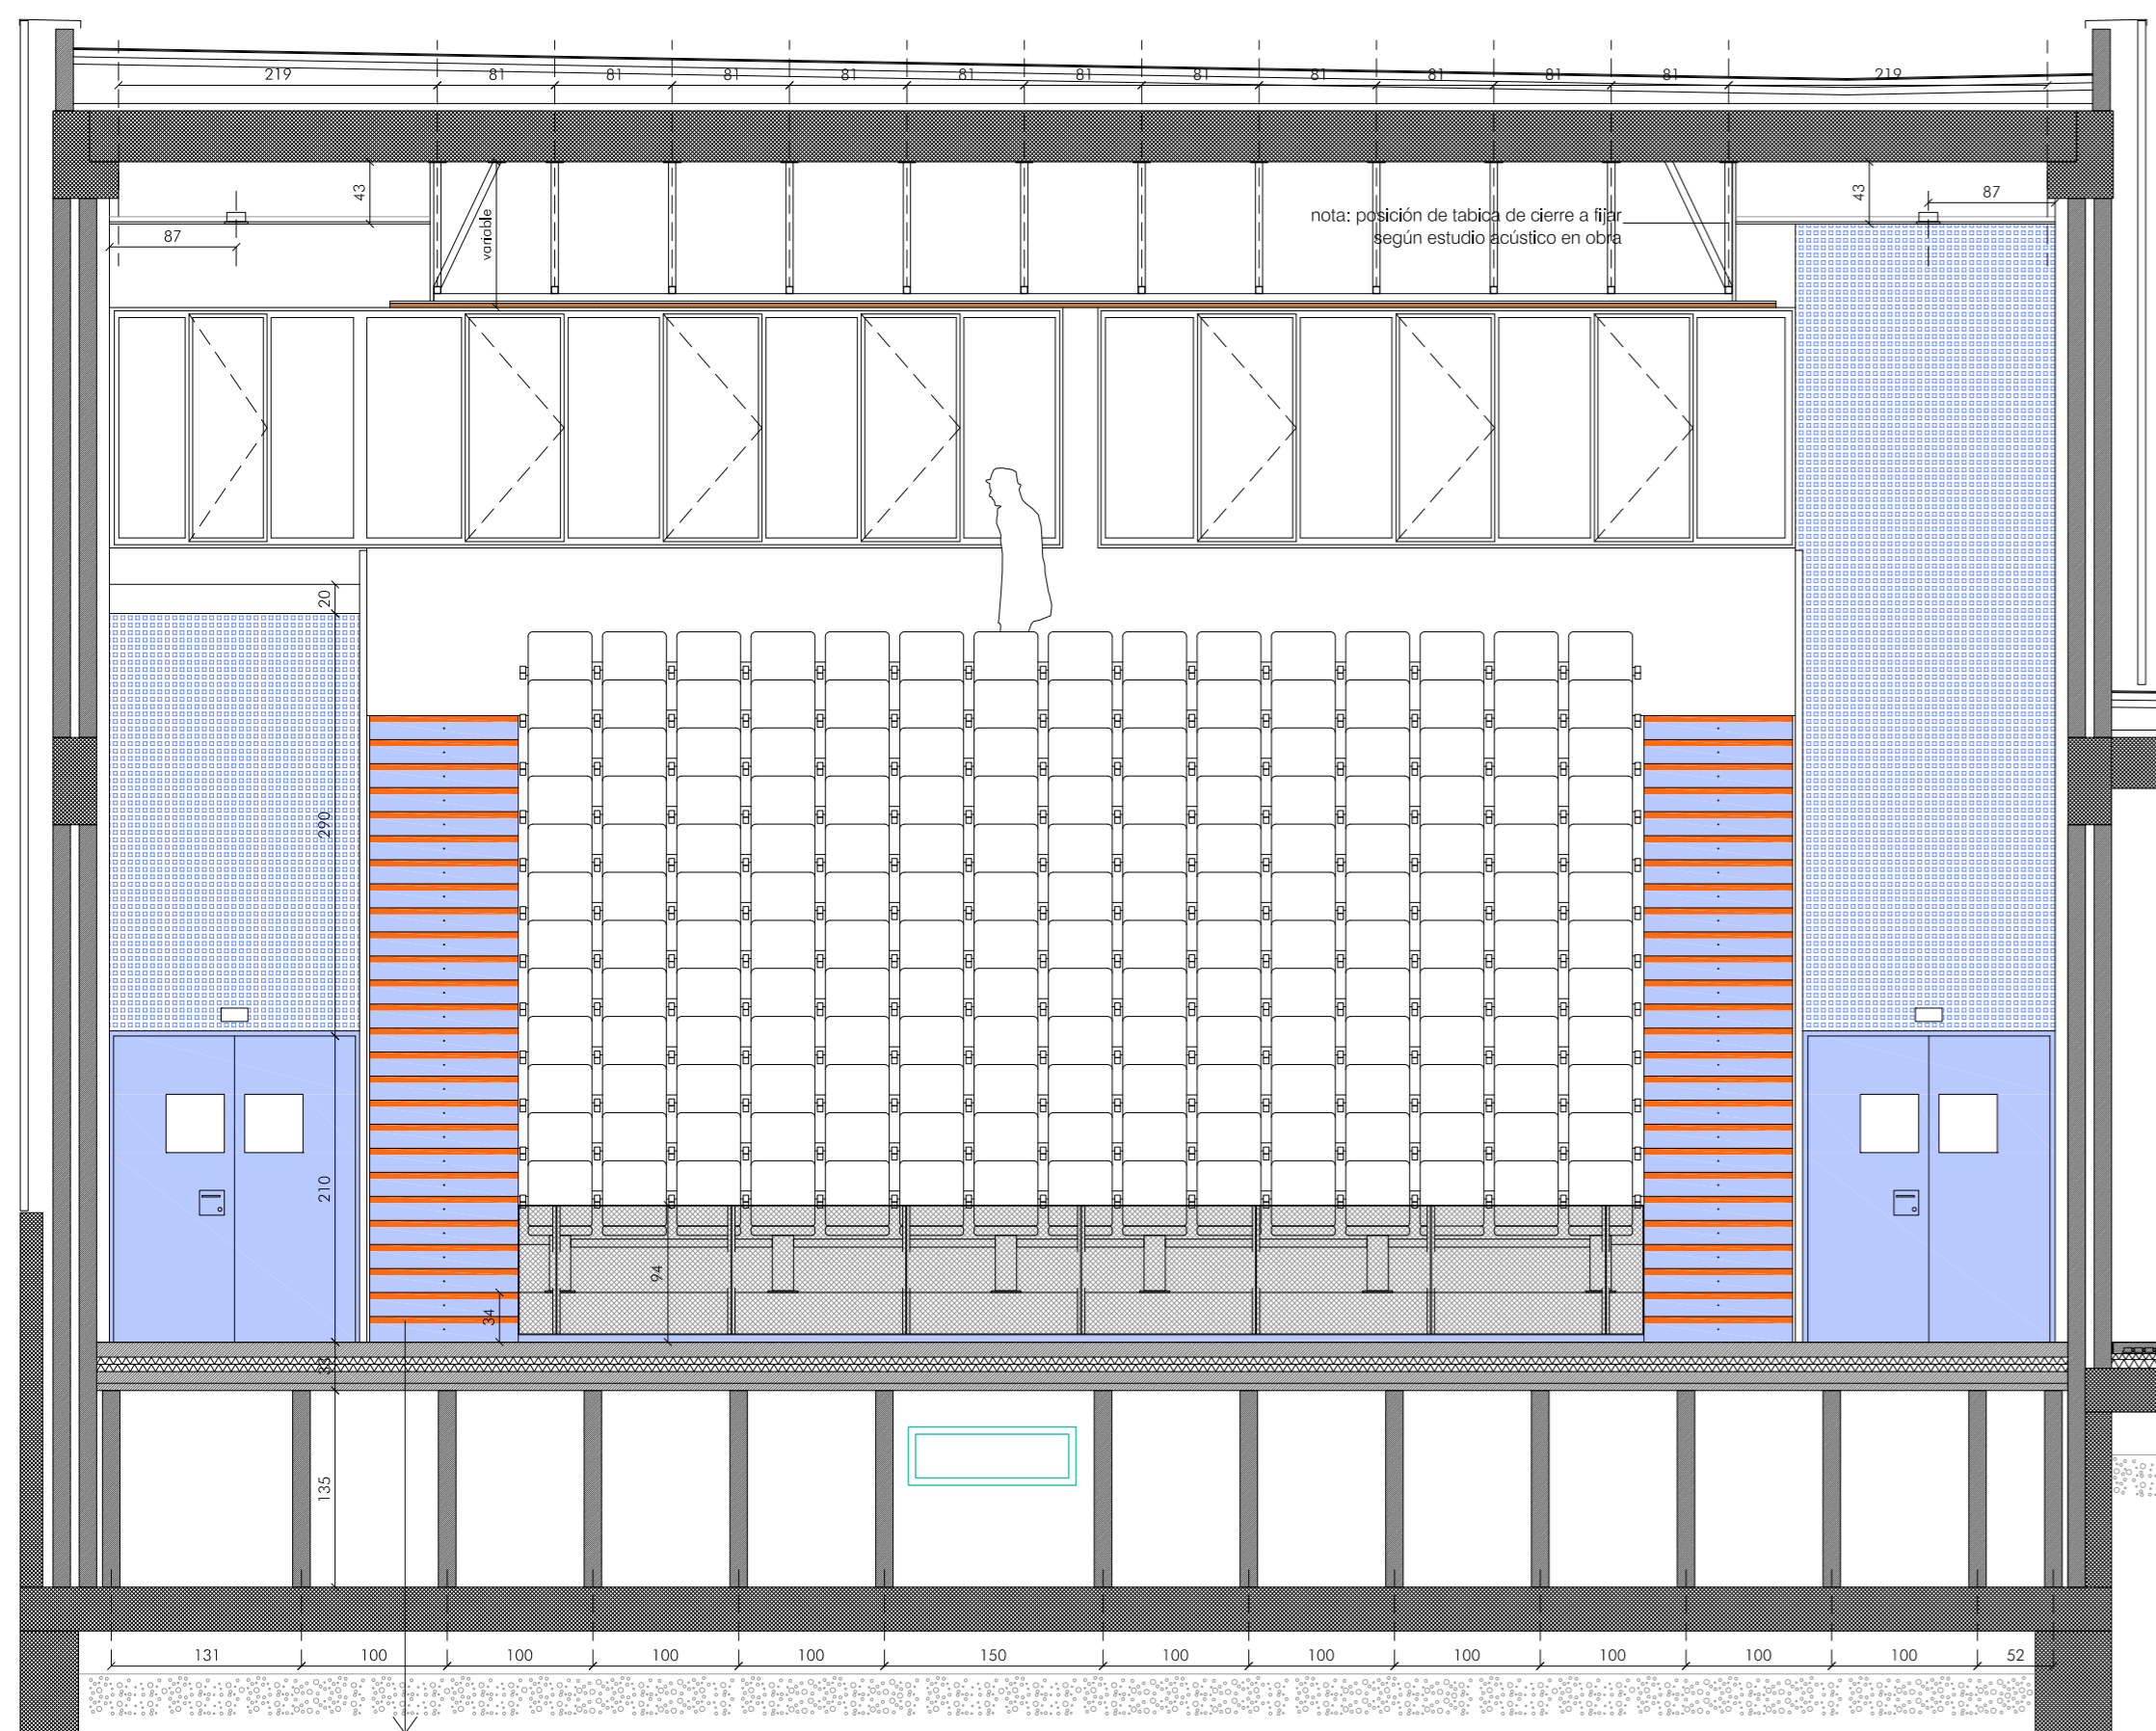 219 81 81 81 81 81 81 81 81 81 81 81 219
43
87
variable
nota: posición de tabica de cierre a fijar
según estudio acústico en obra
43
87
20
290
210
94
34
33
135
131 100 100 100 100 150 100 100 100 100 100 100 52